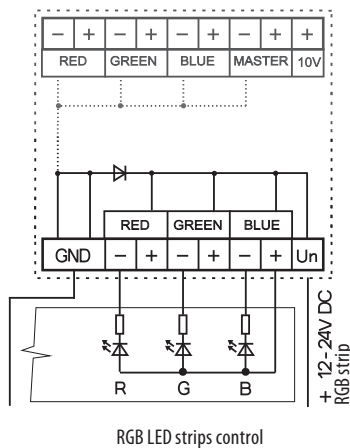 − + − + − + − + +
RED GREEN BLUE MASTER 10V
RED GREEN BLUE
GND − + − + − + Un
R G B
+ 12-24V DC
RGB strip
RGB LED strips control